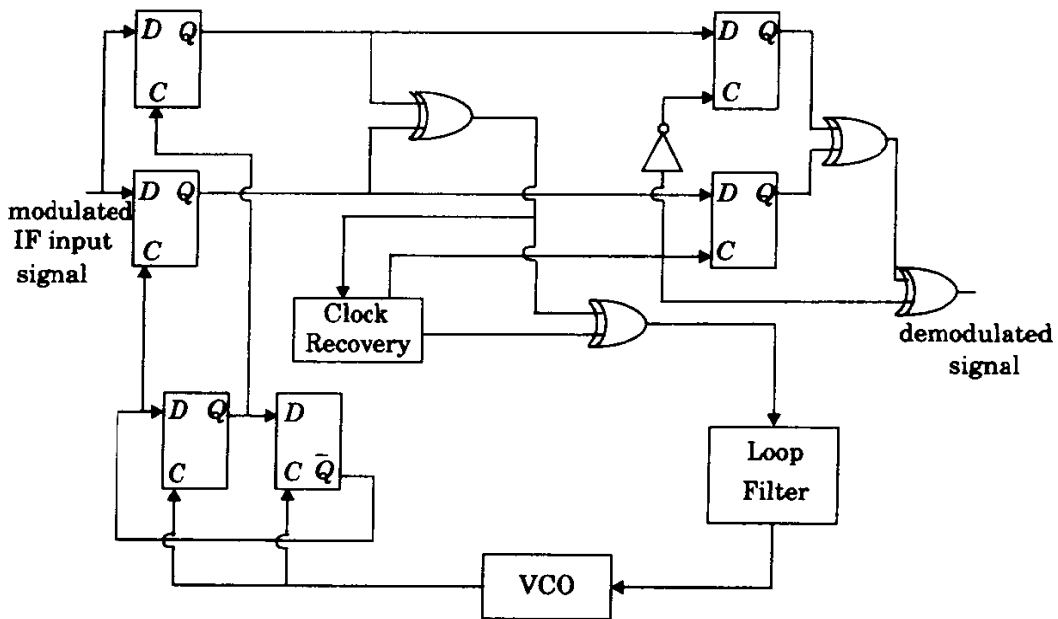 D Q
C
D Q
C
D Q
C
D Q
C
modulated
IF input
signal
Clock
Recovery
demodulated
signal
D Q
C
D
C Q̄
Loop
Filter
VCO